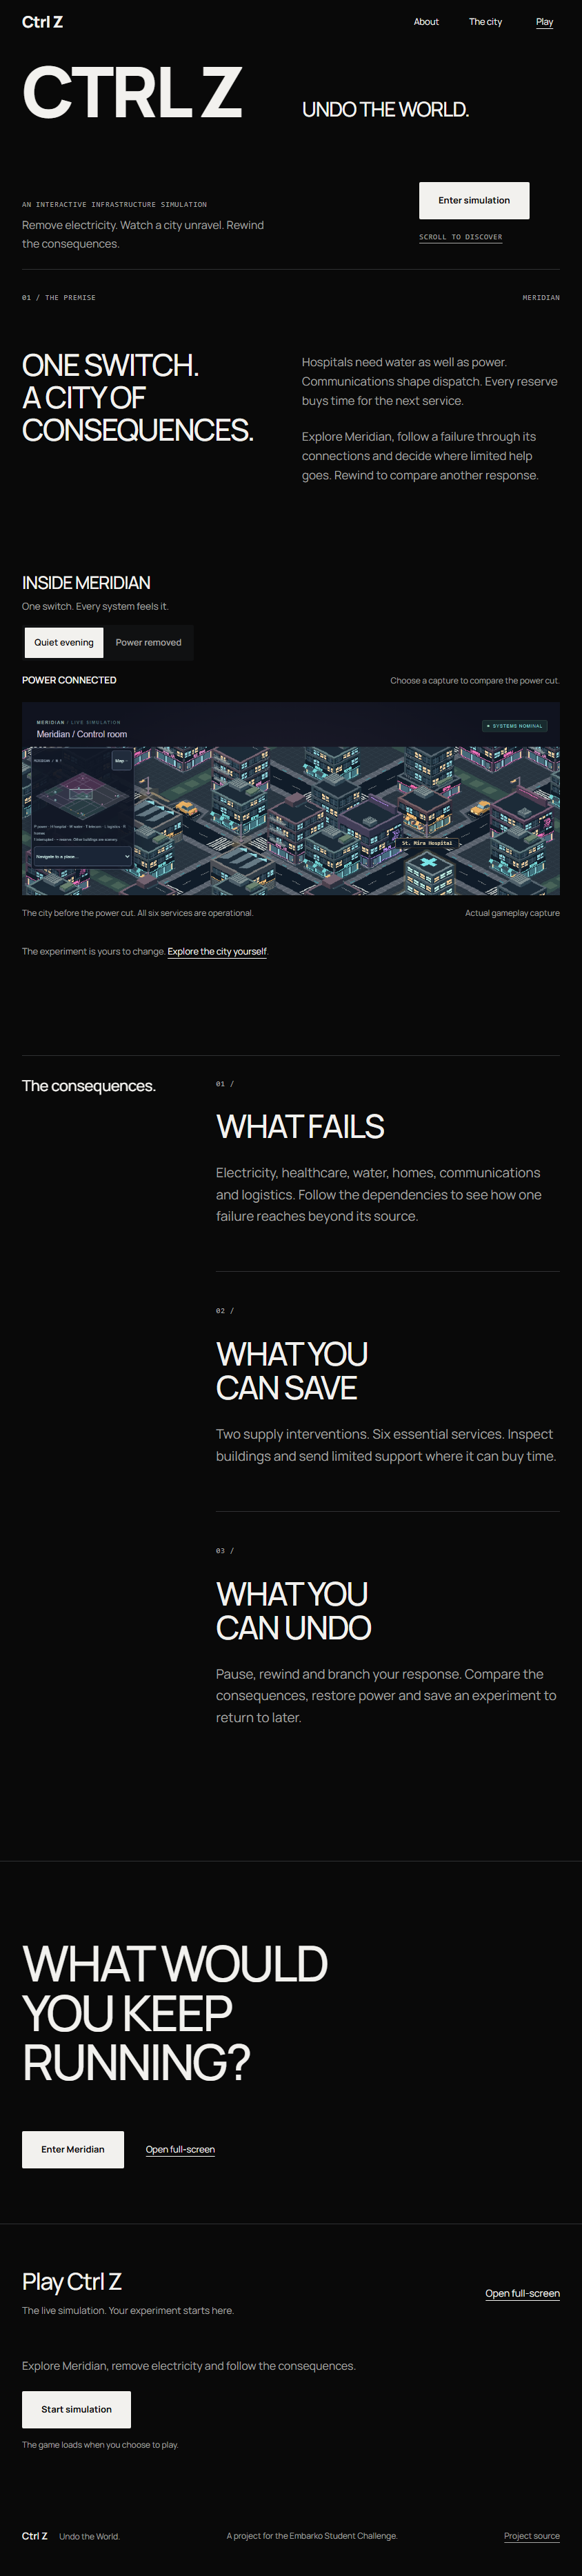 Ctrl Z
About
The city
Play
CTRL Z
UNDO THE WORLD.
AN INTERACTIVE INFRASTRUCTURE SIMULATION
Remove electricity. Watch a city unravel. Rewind
the consequences.
Enter simulation
SCROLL TO DISCOVER
01 / THE PREMISE
MERIDIAN
ONE SWITCH.
A CITY OF
CONSEQUENCES.
Hospitals need water as well as power.
Communications shape dispatch. Every reserve
buys time for the next service.
Explore Meridian, follow a failure through its
connections and decide where limited help
goes. Rewind to compare another response.
INSIDE MERIDIAN
One switch. Every system feels it.
Quiet evening
Power removed
POWER CONNECTED
Choose a capture to compare the power cut.
MERIDIAN / LIVE SIMULATION
Meridian / Control room
SYSTEMS NOMINAL
Map
Navigate to a place...
St. Mira Hospital
The city before the power cut. All six services are operational.
Actual gameplay capture
The experiment is yours to change. Explore the city yourself.
The consequences.
01 /
WHAT FAILS
Electricity, healthcare, water, homes, communications
and logistics. Follow the dependencies to see how one
failure reaches beyond its source.
02 /
WHAT YOU
CAN SAVE
Two supply interventions. Six essential services. Inspect
buildings and send limited support where it can buy time.
03 /
WHAT YOU
CAN UNDO
Pause, rewind and branch your response. Compare the
consequences, restore power and save an experiment to
return to later.
WHAT WOULD
YOU KEEP
RUNNING?
Enter Meridian
Open full-screen
Play Ctrl Z
The live simulation. Your experiment starts here.
Open full-screen
Explore Meridian, remove electricity and follow the consequences.
Start simulation
The game loads when you choose to play.
Ctrl Z
Undo the World.
A project for the Embarko Student Challenge.
Project source